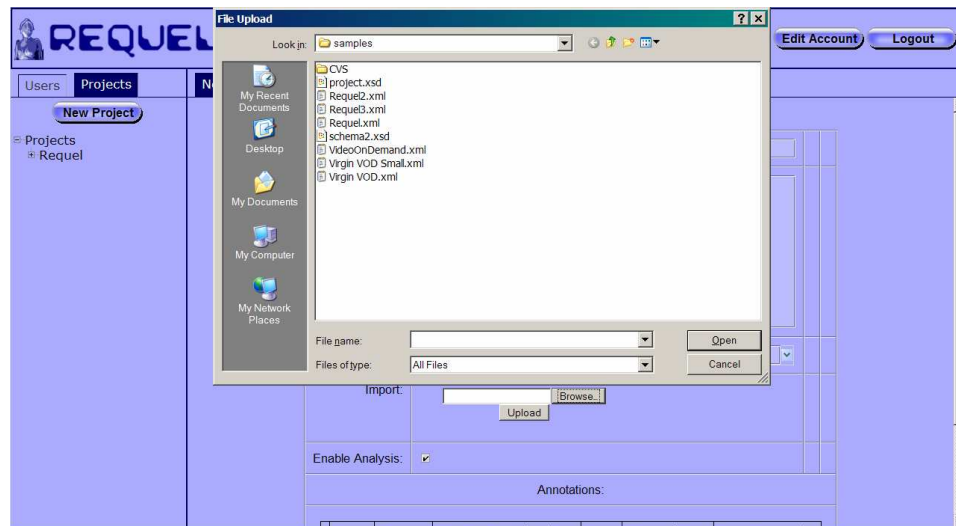 REQUEL
File Upload
Look in:
samples
Edit Account
Logout
Users
Projects
N
New Project
Projects
Requel
My Recent
Documents
Desktop
My Documents
My Computer
My Network
Places
CVS
project.xsd
Requel2.xml
Requel3.xml
Requel.xml
schema2.xsd
VideoOnDemand.xml
Virgin VOD Small.xml
Virgin VOD.xml
File name:
Open
Files of type:
All Files
Cancel
Import:
Browse...
Upload
Enable Analysis:
Annotations: